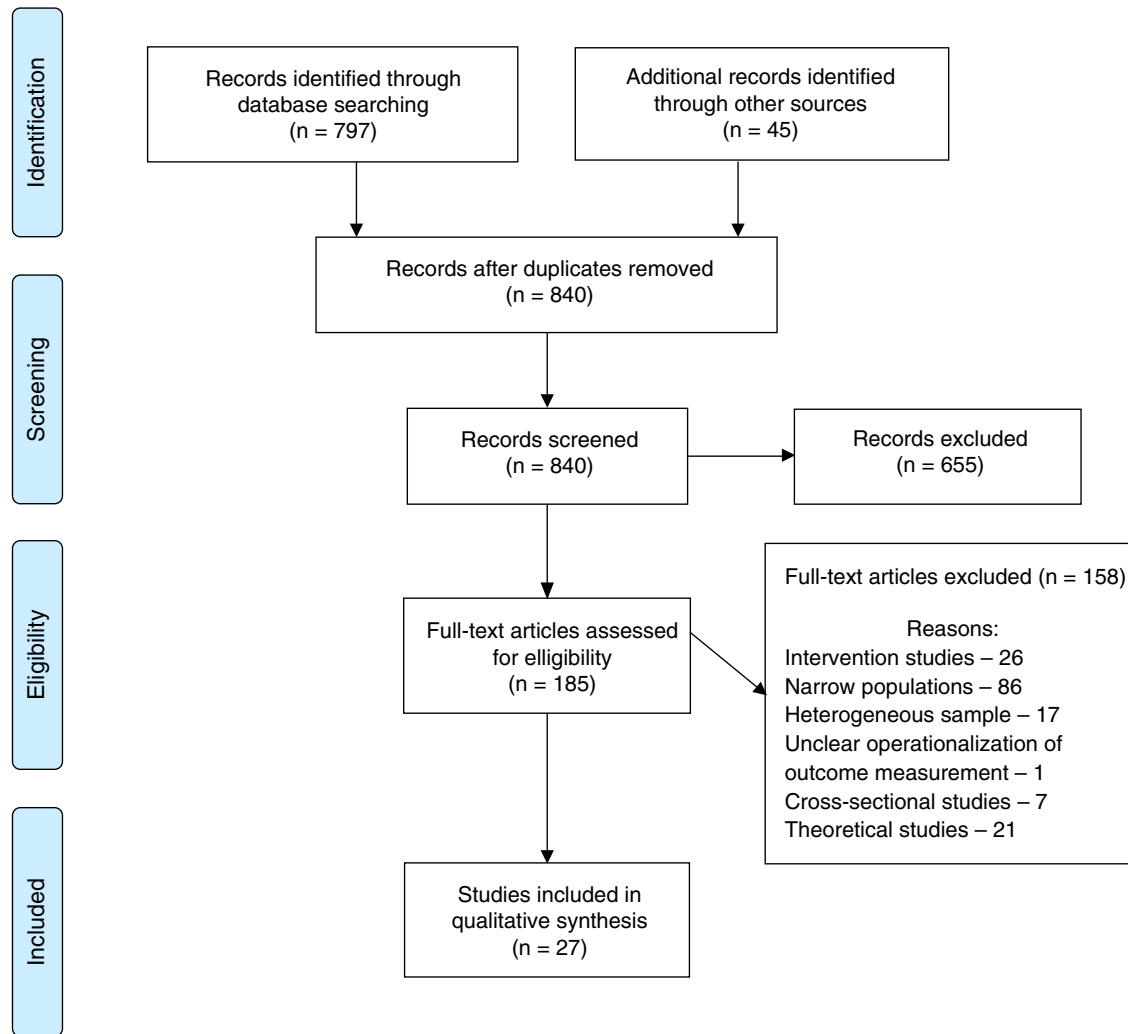 Identification
Records identified through
database searching
(n = 797)
Additional records identified
through other sources
(n = 45)
Records after duplicates removed
(n = 840)
Screening
Records screened
(n = 840)
Records excluded
(n = 655)
Eligibility
Full-text articles assessed
for elligibility
(n = 185)
Full-text articles excluded (n = 158)
Reasons:
Intervention studies – 26
Narrow populations – 86
Heterogeneous sample – 17
Unclear operationalization of
outcome measurement – 1
Cross-sectional studies – 7
Theoretical studies – 21
Included
Studies included in
qualitative synthesis
(n = 27)